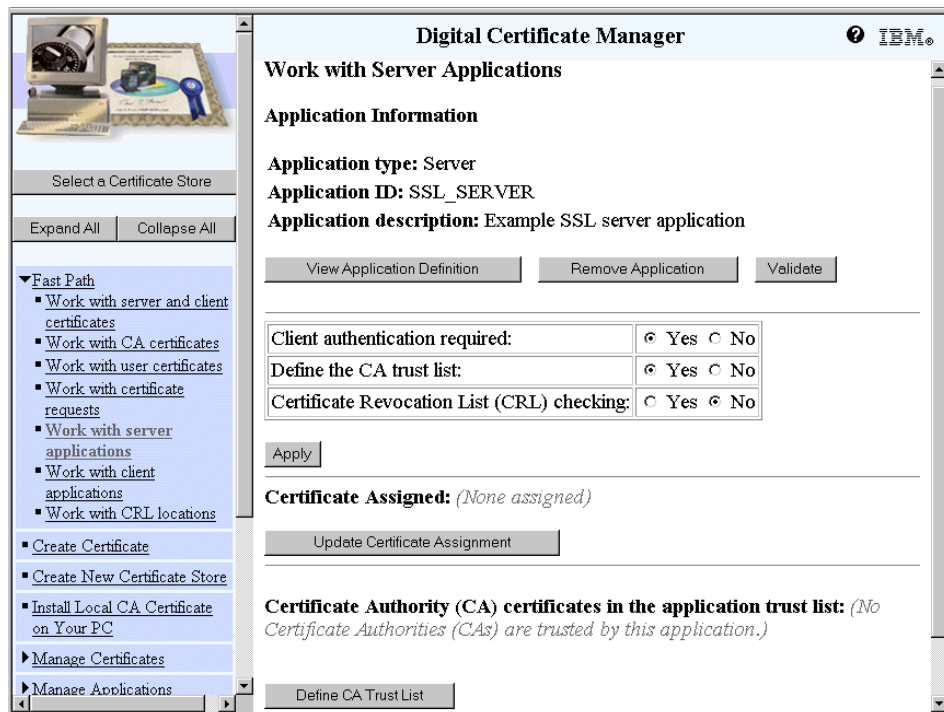 Digital Certificate Manager
IBM®
Select a Certificate Store
Expand All
Collapse All
Fast Path
Work with server and client
certificates
Work with CA certificates
Work with user certificates
Work with certificate
requests
Work with server
applications
Work with client
applications
Work with CRL locations
Create Certificate
Create New Certificate Store
Install Local CA Certificate
on Your PC
Manage Certificates
Manage Applications
Work with Server Applications
Application Information
Application type: Server
Application ID: SSL_SERVER
Application description: Example SSL server application
View Application Definition
Remove Application
Validate
Client authentication required: Yes No
Define the CA trust list: Yes No
Certificate Revocation List (CRL) checking: Yes No
Apply
Certificate Assigned: (None assigned)
Update Certificate Assignment
Certificate Authority (CA) certificates in the application trust list: (No
Certificate Authorities (CAs) are trusted by this application.)
Define CA Trust List